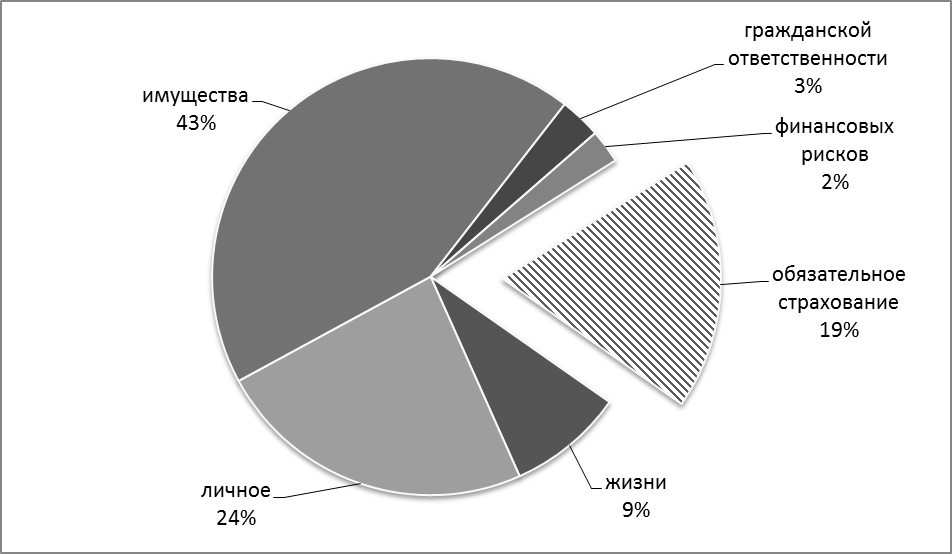 гражданской
ответственности
3%
имущества
43%
финансовых
рисков
2%
обязательное
страхование
19%
жизни
9%
личное
24%